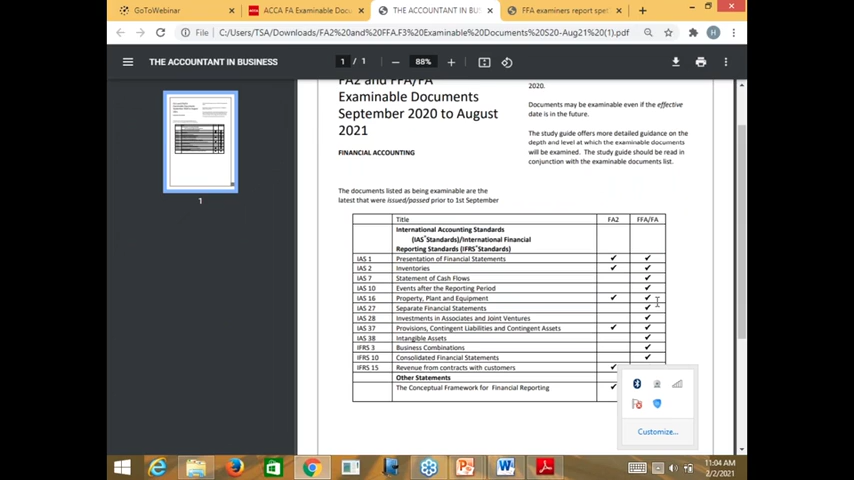 GoToWebinar
ACCA FA Examinable Docu
THE ACCOUNTANT IN BUS
FFA examiners report spe
File
C:/Users/TSA/Downloads/FA2%20and%20FFA.F3%20Examinable%20Documents%20S20-Aug21%20(1).pdf
H
THE ACCOUNTANT IN BUSINESS
1 / 1
88%
1
FA2 and FFA/FA
Examinable Documents
September 2020 to August
2021
FINANCIAL ACCOUNTING
The documents listed as being examinable are the
latest that were issued/passed prior to 1st September
2020.
Documents may be examinable even if the effective
date is in the future.
The study guide offers more detailed guidance on the
depth and level at which the examinable documents
will be examined. The study guide should be read in
conjunction with the examinable documents list.
Title FA2 FFA/FA
International Accounting Standards
(IAS®Standards)/International Financial
Reporting Standards (IFRS®Standards)
IAS 1 Presentation of Financial Statements ✔ ✔
IAS 2 Inventories ✔ ✔
IAS 7 Statement of Cash Flows ✔
IAS 10 Events after the Reporting Period ✔
IAS 16 Property, Plant and Equipment ✔ ✔
IAS 27 Separate Financial Statements ✔
IAS 28 Investments in Associates and Joint Ventures ✔
IAS 37 Provisions, Contingent Liabilities and Contingent Assets ✔ ✔
IAS 38 Intangible Assets ✔
IFRS 3 Business Combinations ✔
IFRS 10 Consolidated Financial Statements ✔
IFRS 15 Revenue from contracts with customers ✔
Other Statements
The Conceptual Framework for Financial Reporting ✔
Customize...
11:04 AM
2/2/2021